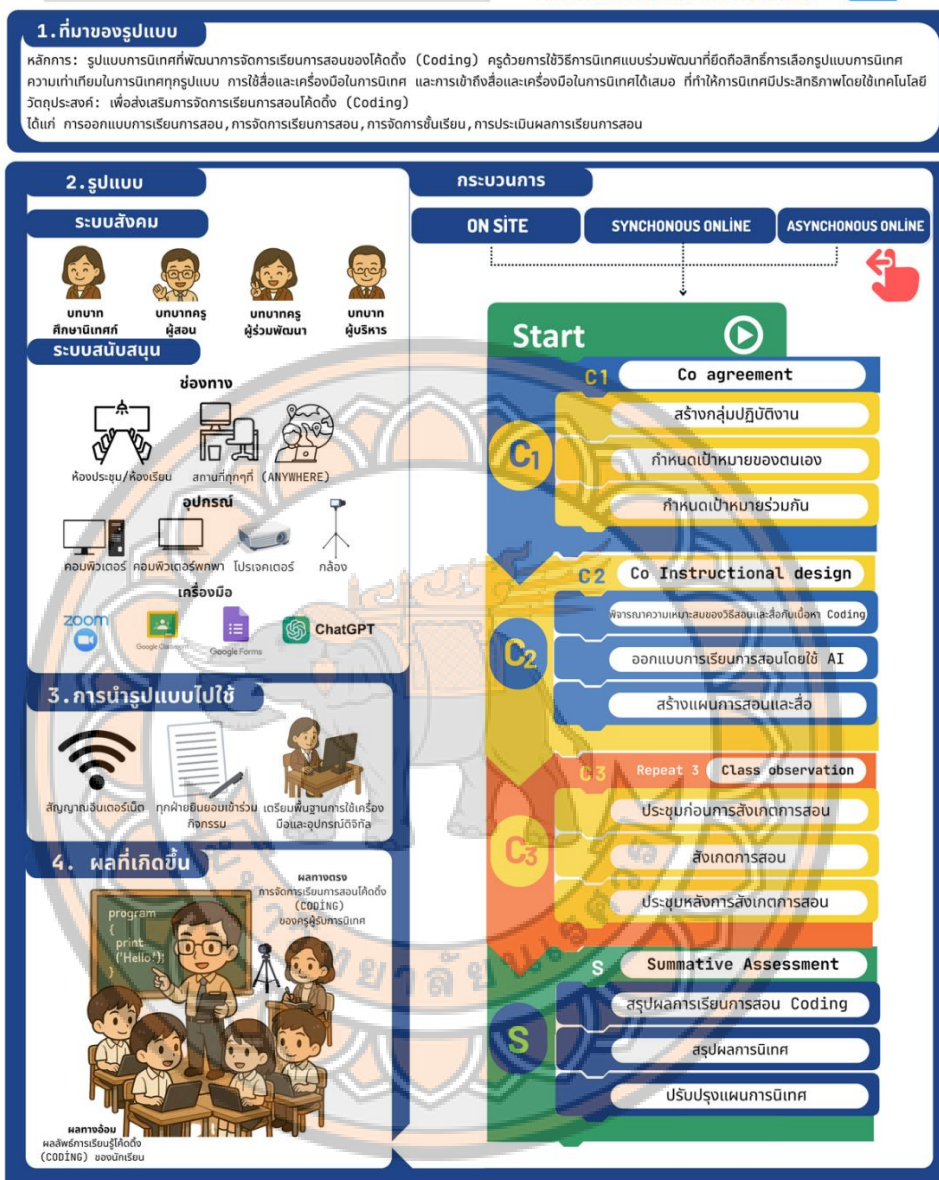 1.ที่มาของรูปแบบ
หลักการ: รูปแบบการนิเทศที่พัฒนาการจัดการเรียนการสอนของโค้ดดิ้ง (Coding) ครูด้วยการใช้วิธีการนิเทศแบบร่วมพัฒนาที่ยึดถือสิทธิ์การเลือกรูปแบบการนิเทศ
ความเท่าเทียมในการนิเทศทุกรูปแบบ การใช้สื่อและเครื่องมือในการนิเทศ และการเข้าถึงสื่อและเครื่องมือในการนิเทศได้เสมอ ที่ทำให้การนิเทศมีประสิทธิภาพโดยใช้เทคโนโลยี
วัตถุประสงค์: เพื่อส่งเสริมการจัดการเรียนการสอนโค้ดดิ้ง (Coding)
ได้แก่ การออกแบบการเรียนการสอน,การจัดการเรียนการสอน,การจัดการชั้นเรียน,การประเมินผลการเรียนการสอน
2.รูปแบบ
ระบบสังคม
บทบาท
ศึกษานิเทศก์
บทบาทครู
ผู้สอน
บทบาทครู
ผู้ร่วมพัฒนา
บทบาท
ผู้บริหาร
ระบบสนับสนุน
ช่องทาง
ห้องประชุม/ห้องเรียน
สถานที่ทุกๆที่ (ANYWHERE)
อุปกรณ์
คอมพิวเตอร์
คอมพิวเตอร์พกพา
โปรเจคเตอร์
กล้อง
เครื่องมือ
zoom
Google Classroom
Google Forms
ChatGPT
3.การนำรูปแบบไปใช้
สัญญาณอินเตอร์เน็ต
ทุกฝ่ายยินยอมเข้าร่วม
กิจกรรม
เตรียมพื้นฐานการใช้เครื่อง
มือและอุปกรณ์ดิจิทัล
4. ผลที่เกิดขึ้น
ผลทางตรง
การจัดการเรียนการสอนโค้ดดิ้ง
(CODING)
ของครูผู้รับการนิเทศ
program
{
print
('Hello!');
}
ผลทางอ้อม
ผลลัพธ์การเรียนรู้โค้ดดิ้ง
(CODING) ของนักเรียน
กระบวนการ
ON SITE
SYNCHONOUS ONLINE
ASYNCHONOUS ONLINE
Start
C1
Co agreement
C1
สร้างกลุ่มปฏิบัติงาน
กำหนดเป้าหมายของตนเอง
กำหนดเป้าหมายร่วมกัน
C2
Co Instructional design
C2
พิจารณาความเหมาะสมของวิธีสอนและสื่อกับเนื้อหา Coding
ออกแบบการเรียนการสอนโดยใช้ AI
สร้างแผนการสอนและสื่อ
C3
Repeat 3
Class observation
C3
ประชุมก่อนการสังเกตการสอน
สังเกตการสอน
ประชุมหลังการสังเกตการสอน
S
Summative Assessment
S
สรุปผลการเรียนการสอน Coding
สรุปผลการนิเทศ
ปรับปรุงแผนการนิเทศ